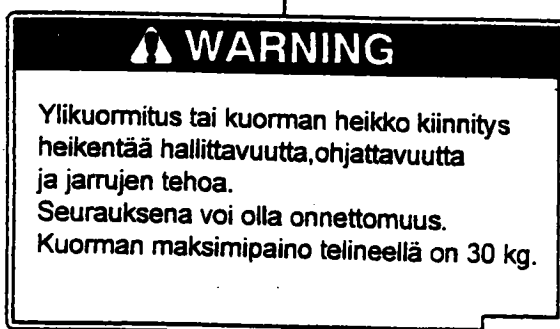 WARNING
Ylikuormitus tai kuorman heikko kiinnitys
heikentää hallittavuutta,ohjattavuutta
ja jarrujen tehoa.
Seurauksena voi olla onnettomuus.
Kuorman maksimipaino telineellä on 30 kg.